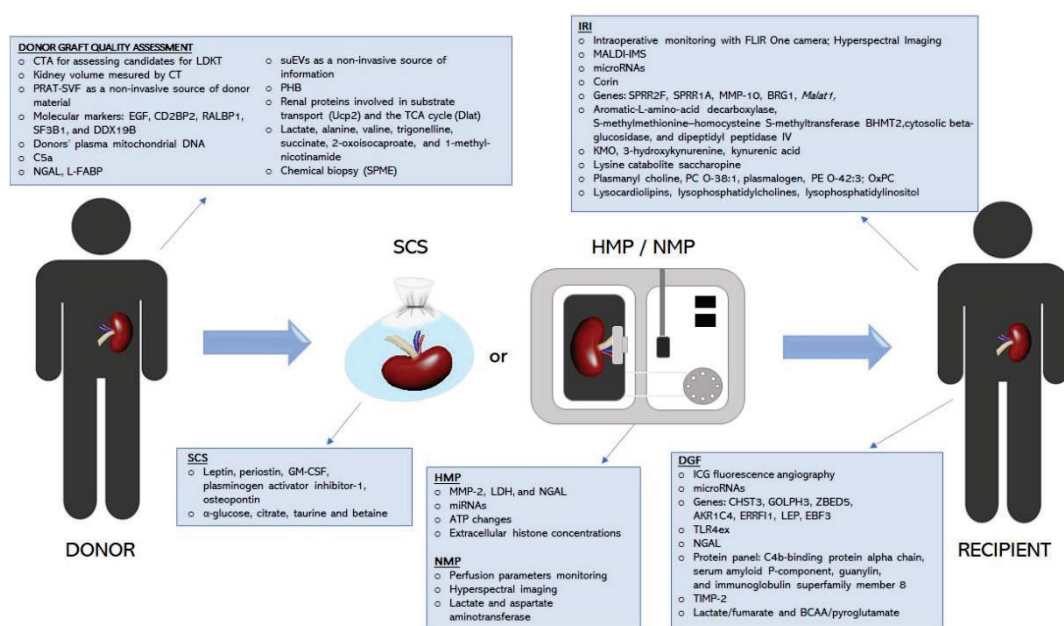 DONOR GRAFT QUALITY ASSESSMENT
o CTA for assessing candidates for LDKT
o Kidney volume mesured by CT
o PRAT-SVF as a non-invasive source of donor
material
o Molecular markers: EGF, CD2BP2, RALBP1,
SF3B1, and DDX19B
o Donors' plasma mitochondrial DNA
o C5a
o NGAL, L-FABP
o suEVs as a non-invasive source of
information
o PHB
o Renal proteins involved in substrate
transport (Ucp2) and the TCA cycle (Dlat)
o Lactate, alanine, valine, trigonelline,
succinate, 2-oxoisocaproate, and 1-methyl-
nicotinamide
o Chemical biopsy (SPME)
IRI
o Intraoperative monitoring with FLIR One camera; Hyperspectral Imaging
o MALDI-IMS
o microRNAs
o Corin
o Genes: SPRR2F, SPRR1A, MMP-10, BRG1, Malat1,
o Aromatic-L-amino-acid decarboxylase,
S-methylmethionine–homocysteine S-methyltransferase BHMT2,cytosolic beta-
glucosidase, and dipeptidyl peptidase IV
o KMO, 3-hydroxykynurenine, kynurenic acid
o Lysine catabolite saccharopine
o Plasmanyl choline, PC O-38:1, plasmalogen, PE O-42:3; OxPC
o Lysocardiolipins, lysophosphatidylcholines, lysophosphatidylinositol
SCS
or
HMP / NMP
DONOR
SCS
o Leptin, periostin, GM-CSF,
plasminogen activator inhibitor-1,
osteopontin
o α-glucose, citrate, taurine and betaine
HMP
o MMP-2, LDH, and NGAL
o miRNAs
o ATP changes
o Extracellular histone concentrations
NMP
o Perfusion parameters monitoring
o Hyperspectral imaging
o Lactate and aspartate
aminotransferase
DGF
o ICG fluorescence angiography
o microRNAs
o Genes: CHST3, GOLPH3, ZBED5,
AKR1C4, ERRFI1, LEP, EBF3
o TLR4ex
o NGAL
o Protein panel: C4b-binding protein alpha chain,
serum amyloid P-component, guanylin,
and immunoglobulin superfamily member 8
o TIMP-2
o Lactate/fumarate and BCAA/pyroglutamate
RECIPIENT